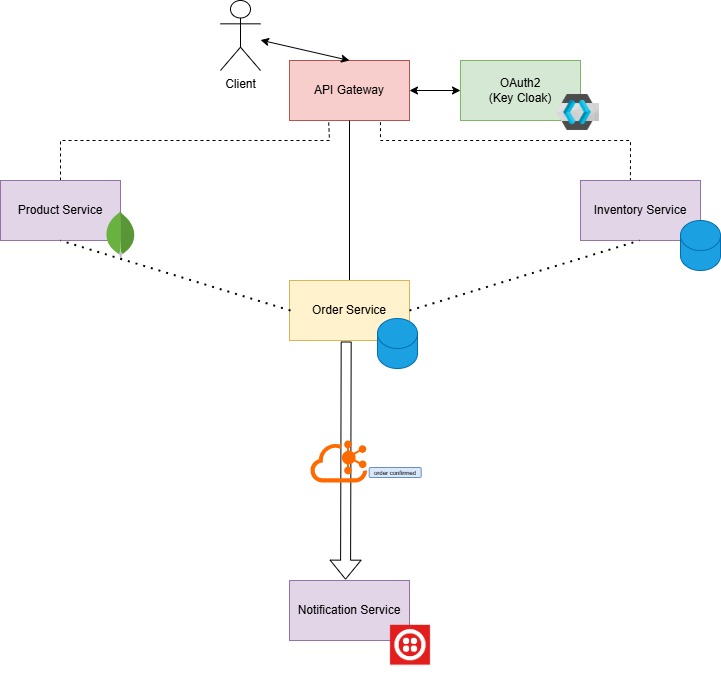 Client
API Gateway
OAuth2
(Key Cloak)
Product Service
Inventory Service
Order Service
order confirmed
Notification Service